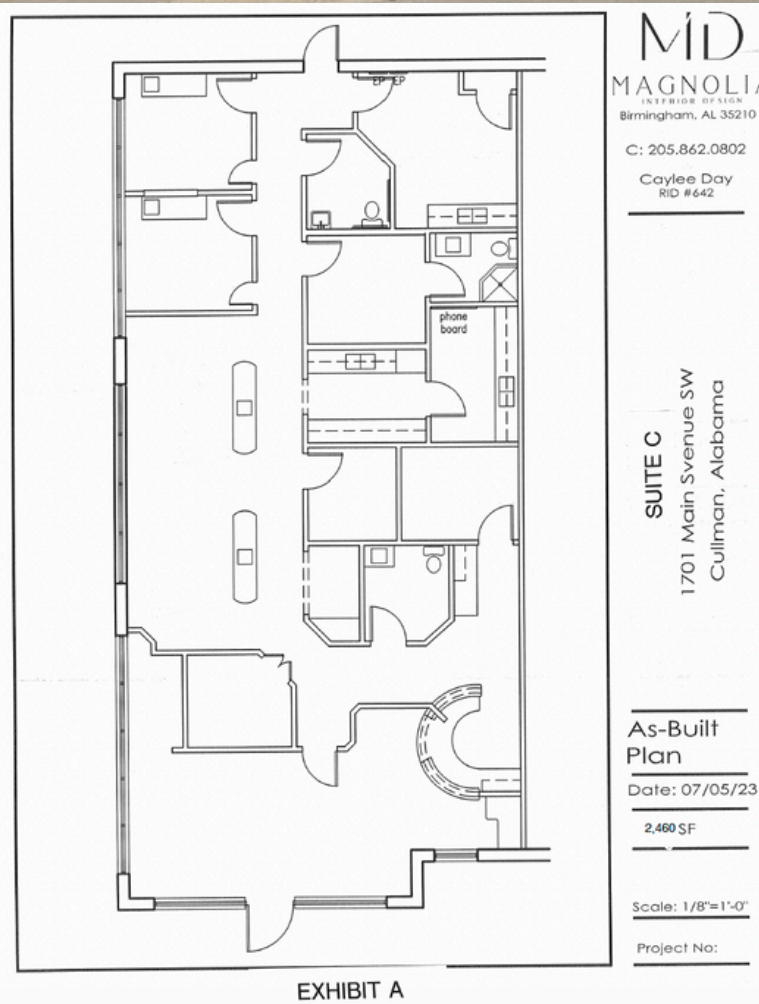 MD
MAGNOLIA
INTERIOR DESIGN
Birmingham, AL 35210
C: 205.862.0802
Caylee Day
RID #642
EP EP
phone
board
SUITE C
1701 Main Svenue SW
Cullman, Alabama
As-Built
Plan
Date: 07/05/23
2,460 SF
Scale: 1/8"=1'-0"
Project No:
EXHIBIT A